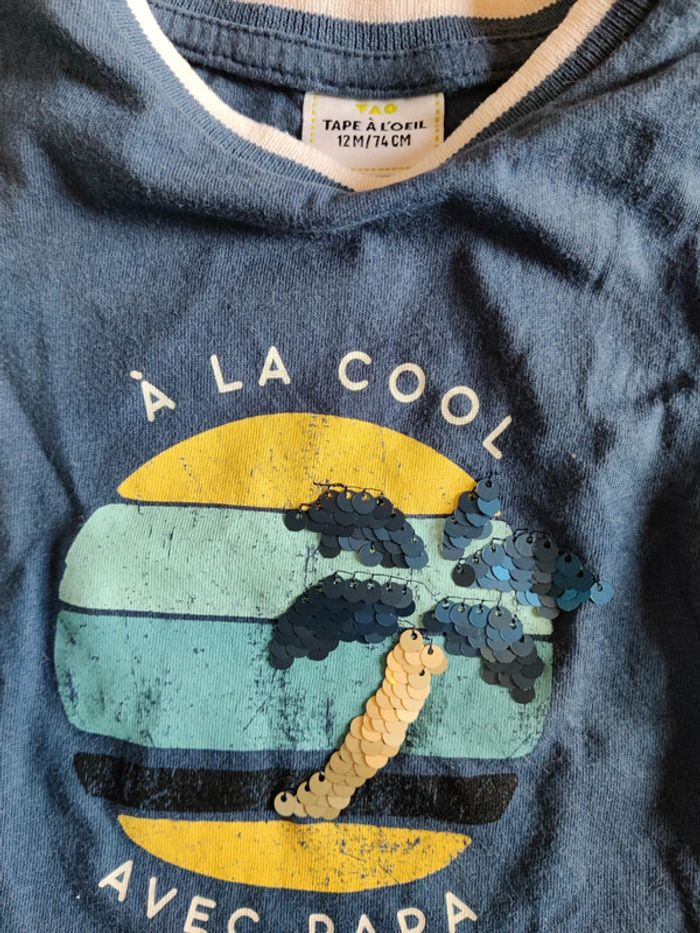 TAO
TAPE À L'OEIL
12M/74CM
À LA COOL
AVEC PAPA